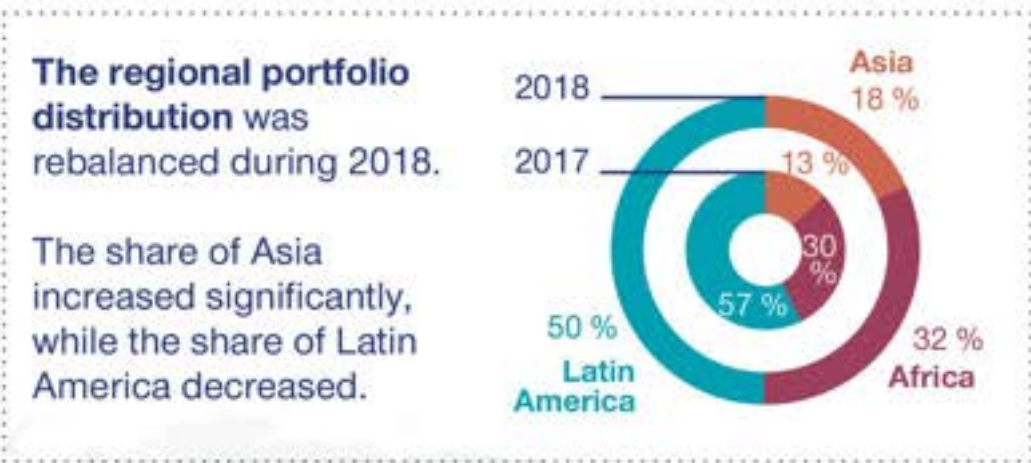 The regional portfolio
distribution was
rebalanced during 2018.
The share of Asia
increased significantly,
while the share of Latin
America decreased.
2018
2017
Asia
18 %
13 %
30
%
57 %
50 %
Latin
America
32 %
Africa